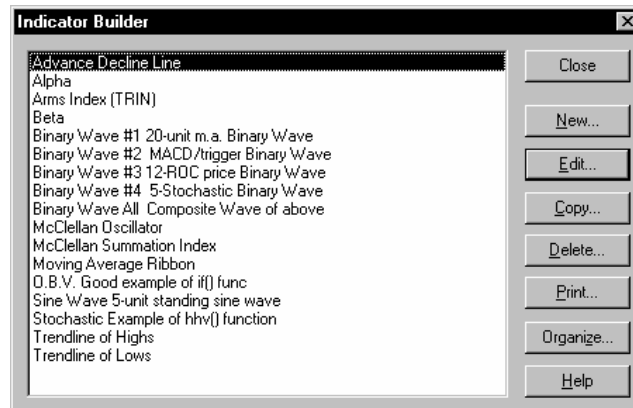 Indicator Builder
Advance Decline Line
Alpha
Arms Index (TRIN)
Beta
Binary Wave #1 20-unit m.a. Binary Wave
Binary Wave #2  MACD/trigger Binary Wave
Binary Wave #3 12-ROC price Binary Wave
Binary Wave #4  5-Stochastic Binary Wave
Binary Wave All  Composite Wave of above
McClellan Oscillator
McClellan Summation Index
Moving Average Ribbon
O.B.V. Good example of if() func
Sine Wave 5-unit standing sine wave
Stochastic Example of hhv() function
Trendline of Highs
Trendline of Lows
Close
New...
Edit...
Copy...
Delete...
Print...
Organize...
Help